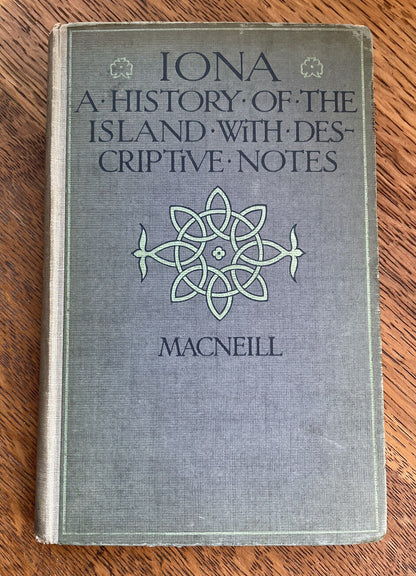 IONA
A·HISTORY·OF·THE
ISLAND·WiTH·DES-
CRIPTiVE·NOTES
MACNEILL